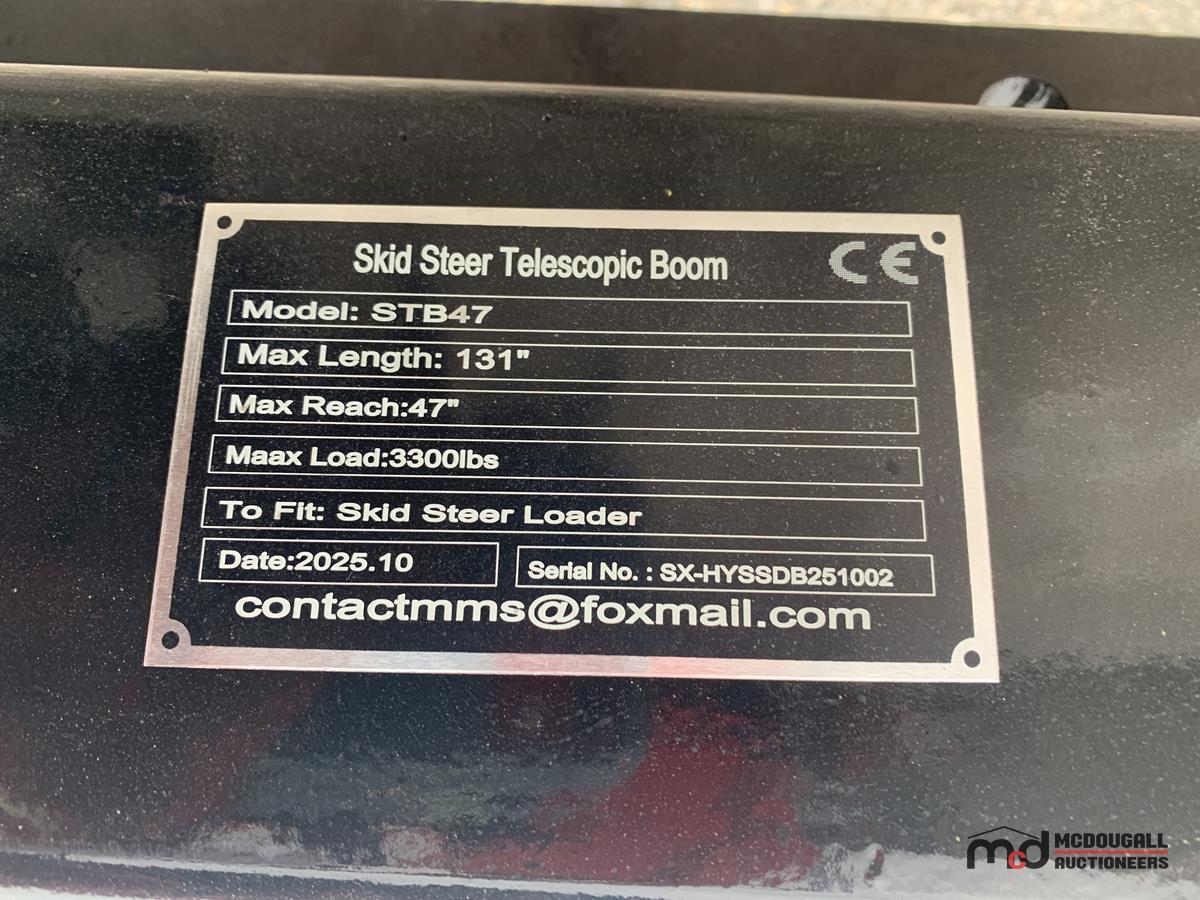 Skid Steer Telescopic Boom CE
Model: STB47
Max Length: 131"
Max Reach:47"
Maax Load:3300lbs
To Fit: Skid Steer Loader
Date:2025.10 Serial No. : SX-HYSSDB251002
contactmms@foxmail.com
mcd MCDOUGALL
AUCTIONEERS